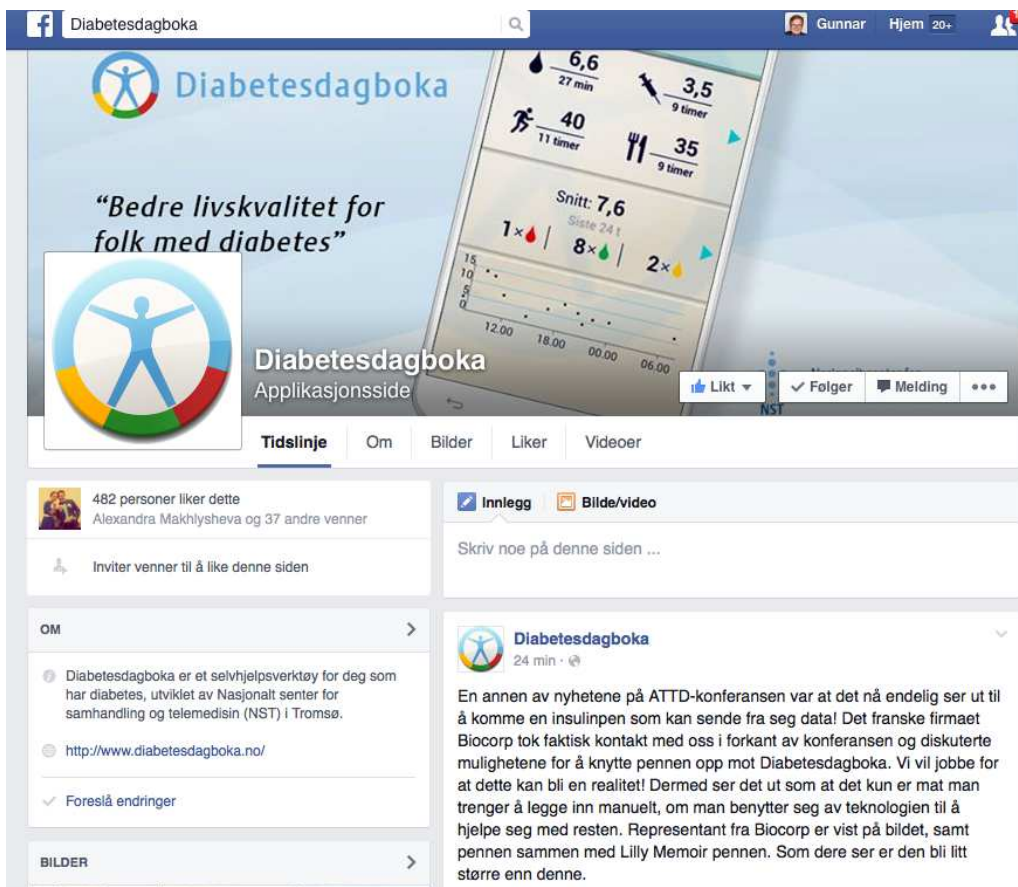 Diabetesdagboka
Gunnar Hjem 20+
Diabetesdagboka
6,6
27 min
3,5
9 timer
40
11 timer
35
9 timer
"Bedre livskvalitet for
folk med diabetes"
Snitt: 7,6
Siste 24 t
1× 8× 2×
15
10
5
0
12.00 18.00 00.00 06.00
Diabetesdagboka
Applikasjonsside
Likt Følger Melding
NST
Tidslinje Om Bilder Liker Videoer
482 personer liker dette
Alexandra Makhlysheva og 37 andre venner
Inviter venner til å like denne siden
OM
Diabetesdagboka er et selvhjelpsverktøy for deg som
har diabetes, utviklet av Nasjonalt senter for
samhandling og telemedisin (NST) i Tromsø.
http://www.diabetesdagboka.no/
Foreslå endringer
BILDER
Innlegg Bilde/video
Skriv noe på denne siden ...
Diabetesdagboka
24 min ·
En annen av nyhetene på ATTD-konferansen var at det nå endelig ser ut til
å komme en insulinpen som kan sende fra seg data! Det franske firmaet
Biocorp tok faktisk kontakt med oss i forkant av konferansen og diskuterte
mulighetene for å knytte pennen opp mot Diabetesdagboka. Vi vil jobbe for
at dette kan bli en realitet! Dermed ser det ut som at det kun er mat man
trenger å legge inn manuelt, om man benytter seg av teknologien til å
hjelpe seg med resten. Representant fra Biocorp er vist på bildet, samt
pennen sammen med Lilly Memoir pennen. Som dere ser er den bli litt
større enn denne.